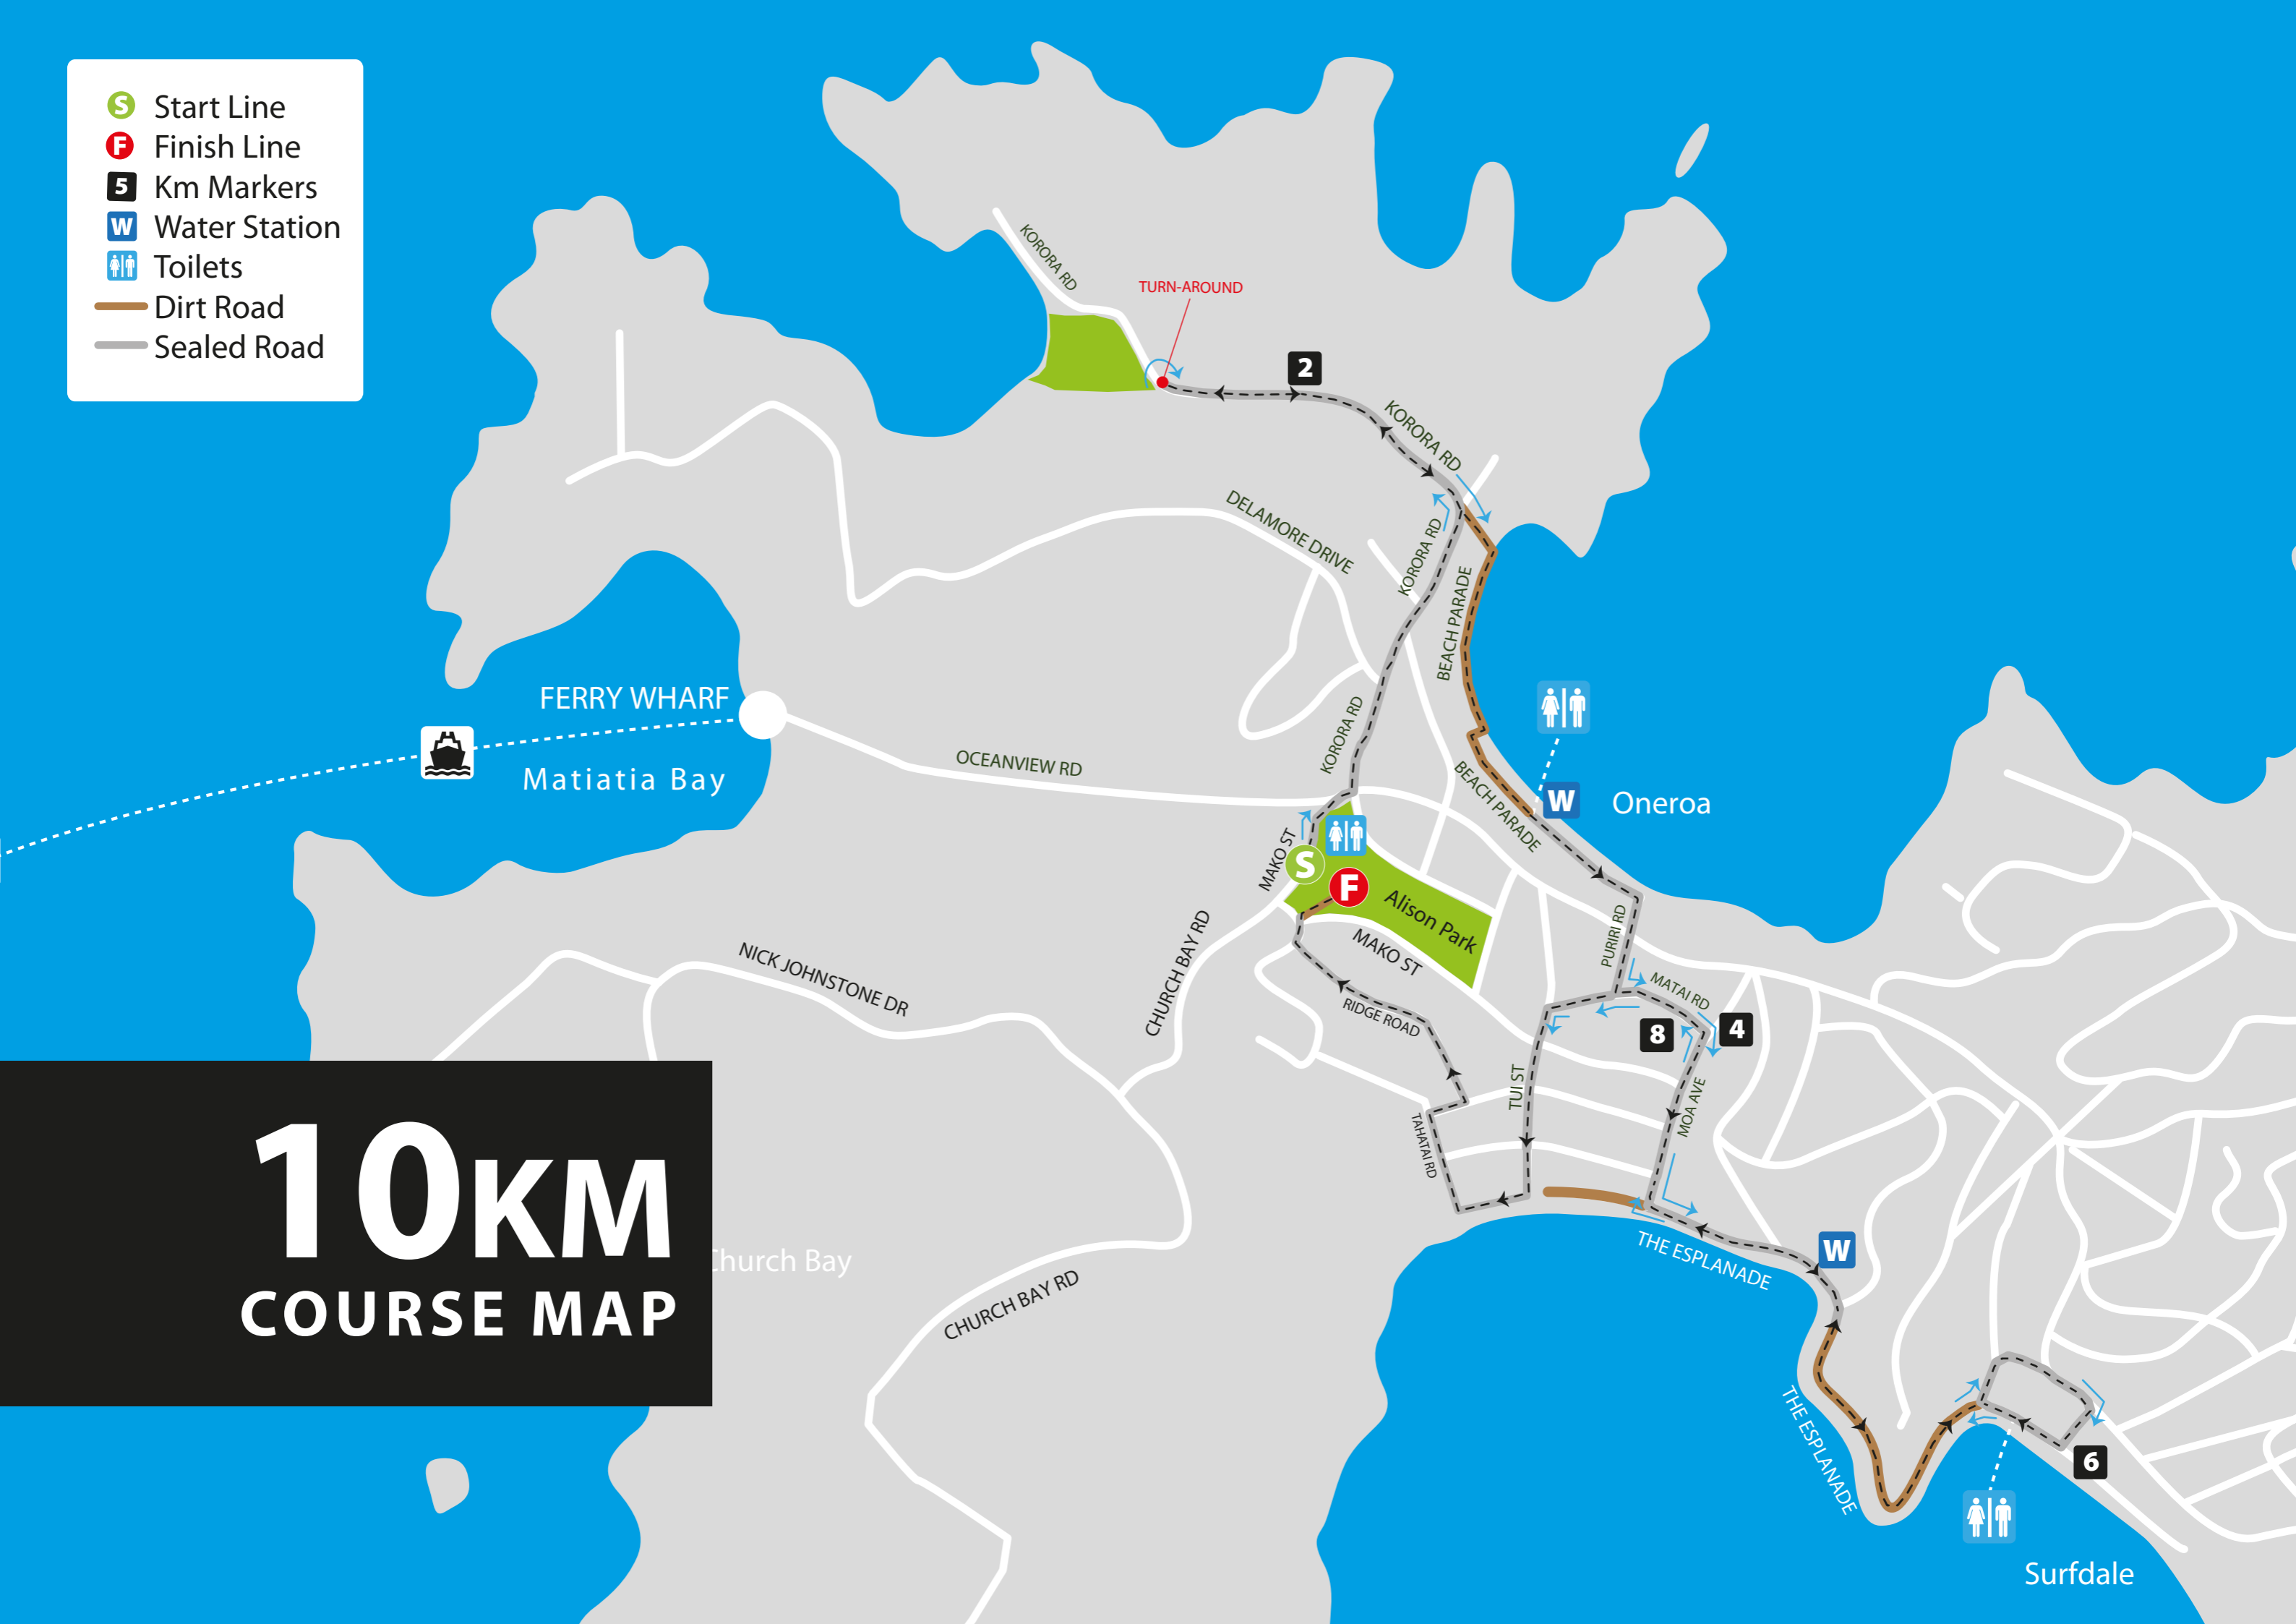 S Start Line
F Finish Line
5 Km Markers
W Water Station
Toilets
Dirt Road
Sealed Road
KORORA RD
TURN-AROUND
2
KORORA RD
DELAMORE DRIVE
KORORA RD
BEACH PARADE
FERRY WHARF
Matiatia Bay
OCEANVIEW RD
KORORA RD
BEACH PARADE
W
Oneroa
MAKO ST
S
F
Alison Park
MAKO ST
PURIRI RD
MATAI RD
CHURCH BAY RD
NICK JOHNSTONE DR
RIDGE ROAD
8
4
TUI ST
MOA AVE
TAHATAI RD
10KM
COURSE MAP
Church Bay
CHURCH BAY RD
THE ESPLANADE
W
THE ESPLANADE
6
Surfdale